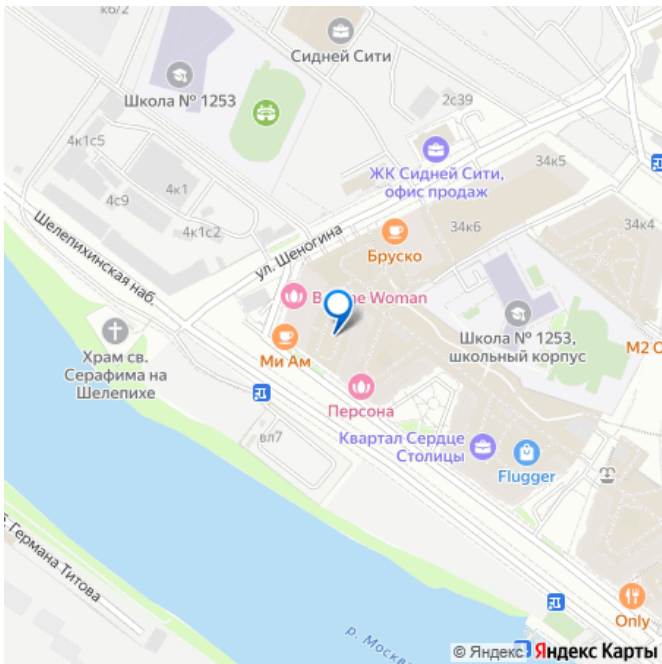 к6/2
Сидней Сити
Школа № 1253
2с39
4к1с5
ЖК Сидней Сити,
офис продаж
34к5
4к1
4с9
4к1с2
34к6
34к4
Шелепихинская наб.
ул. Шеногина
Бруско
Woman
Школа № 1253,
школьный корпус
М2
Ми Ам
Храм св.
Серафима на
Шелепихе
Персона
вл7
Квартал Сердце
Столицы
Flugger
Германа Титова
Only
р. Москва
© Яндекс Яндекс Карты